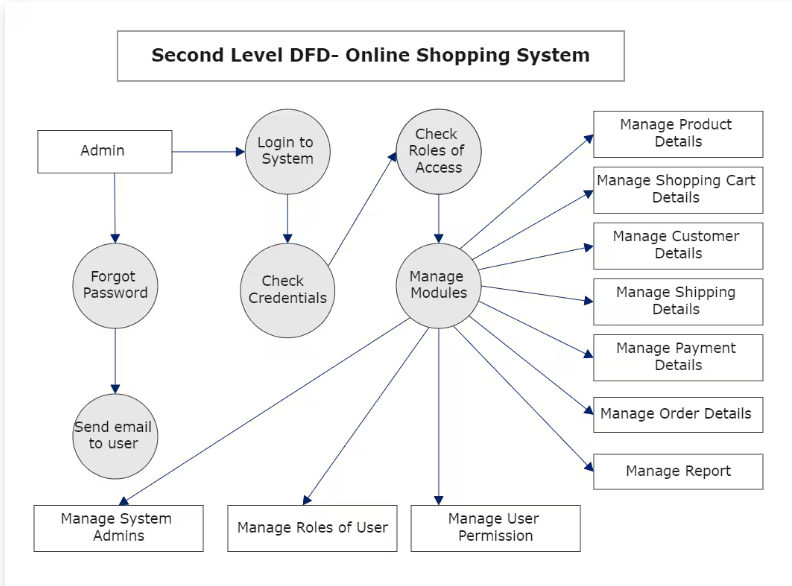 Second Level DFD- Online Shopping System
Admin
Login to
System
Check
Roles of
Access
Manage Product
Details
Manage Shopping Cart
Details
Manage Customer
Details
Forgot
Password
Check
Credentials
Manage
Modules
Manage Shipping
Details
Manage Payment
Details
Manage Order Details
Send email
to user
Manage Report
Manage System
Admins
Manage Roles of User
Manage User
Permission